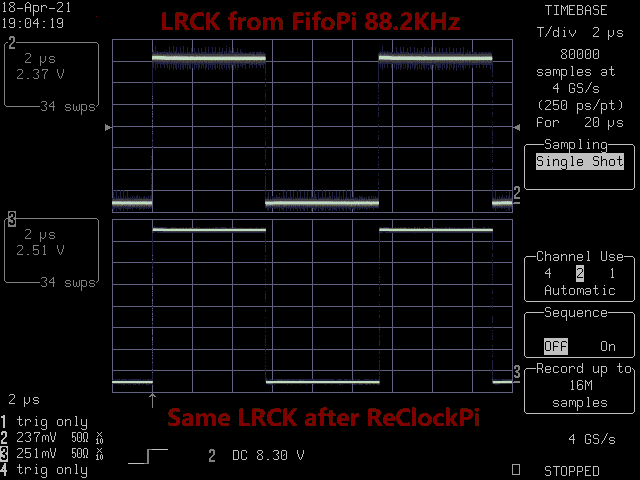 18-Apr-21
19:04:19
LRCK from FifoPi 88.2KHz
TIMEBASE
T/div 2 µs
80000
samples at
4 GS/s
(250 ps/pt)
For 20 µs
2
2 µs
2.37 V
34 swps
Sampling
Single Shot
2
3
2 µs
2.51 V
34 swps
Channel Use
4 2 1
Automatic
Sequence
OFF On
3
Record up to
16M
samples
2 µs
Same LRCK after ReClockPi
1 trig only
2 237mV 50Ω X10
3 251mV 50Ω X10
4 trig only
2 DC 8.30 V
4 GS/s
STOPPED